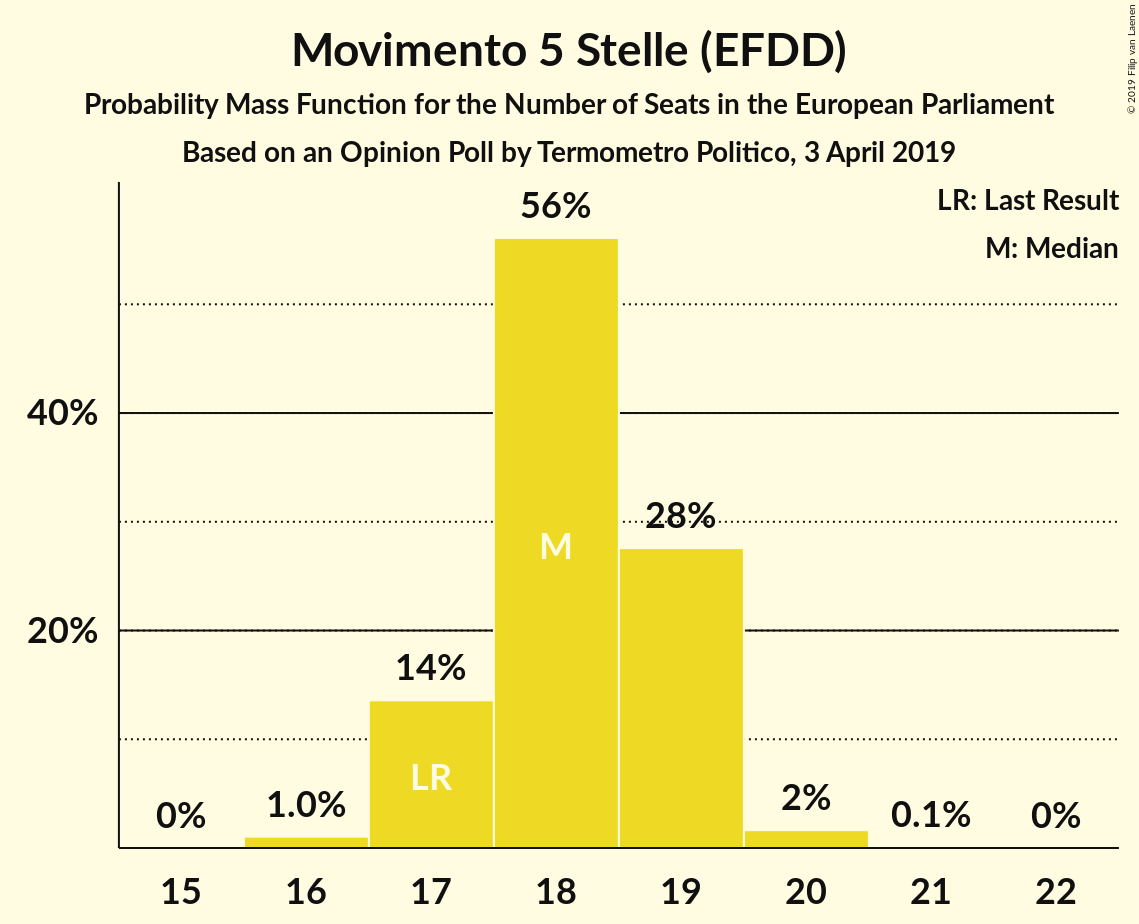 Movimento 5 Stelle (EFDD)
Probability Mass Function for the Number of Seats in the European Parliament
Based on an Opinion Poll by Termometro Politico, 3 April 2019
© 2019 Filip van Laenen
LR: Last Result
M: Median
56%
40%
28%
M
20%
14%
LR
0%
1.0%
2%
0.1%
0%
15 16 17 18 19 20 21 22